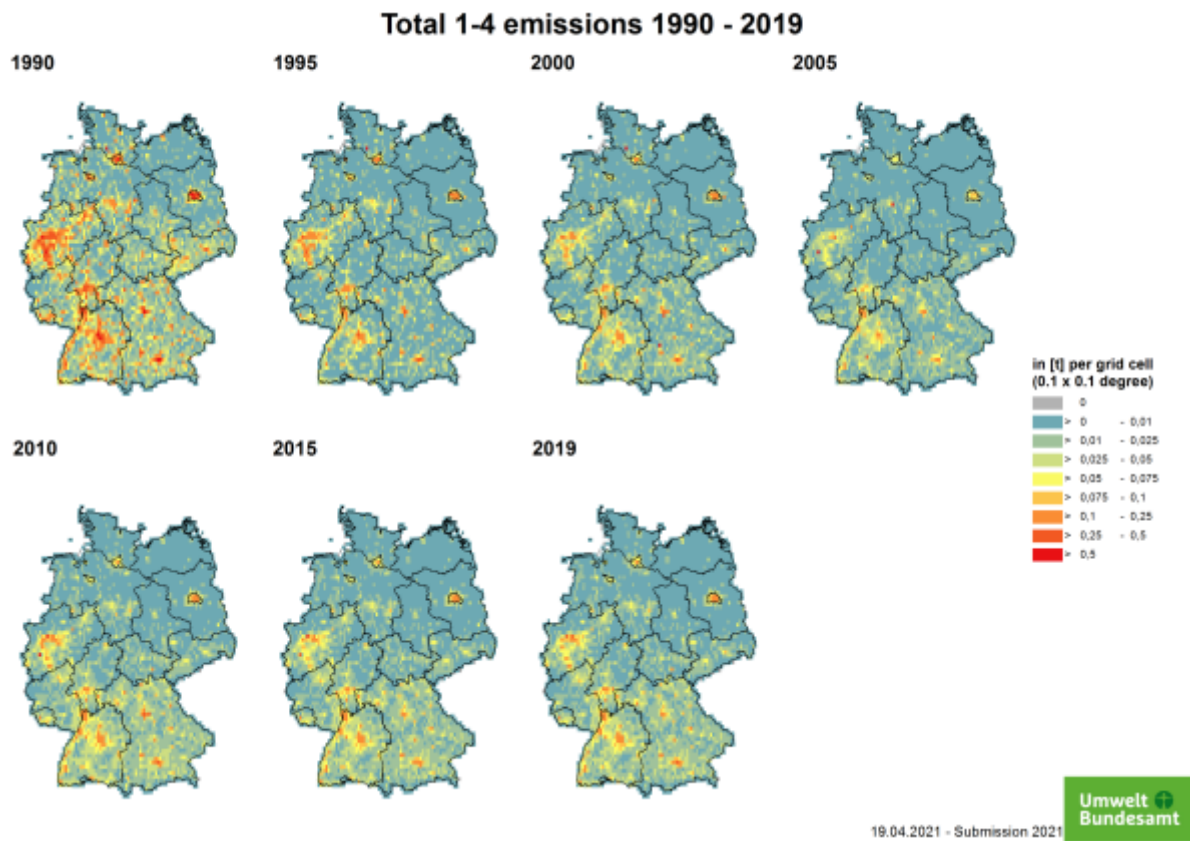 Total 1-4 emissions 1990 - 2019
1990 1995 2000 2005
in [t] per grid cell
(0.1 x 0.1 degree)
0
> 0 - 0,01
> 0,01 - 0,025
> 0,025 - 0,05
> 0,05 - 0,075
> 0,075 - 0,1
> 0,1 - 0,25
> 0,25 - 0,5
> 0,5
2010 2015 2019
Umwelt
Bundesamt
19.04.2021 - Submission 2021